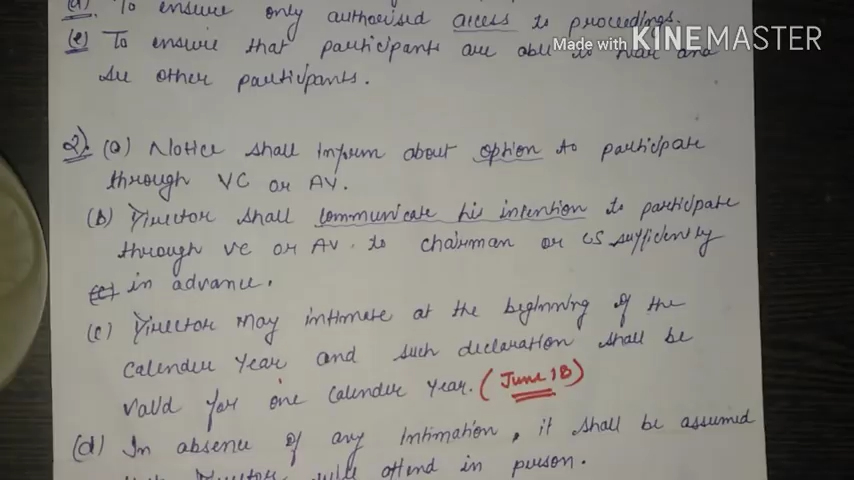 (d). To ensure only authorised access to proceedings.
(e) To ensure that participants are able to hear and
see other participants.
Made with KINEMASTER
2). (a) Notice shall inform about option to participate
through VC or AV.
(b) Director shall communicate his intention to participate
through VC or AV. to chairman or CS sufficiently
in advance.
(c) Director may intimate at the beginning of the
Calender Year and such declaration shall be
valid for one Calender Year. (June 18)
(d) In absence of any Intimation, it shall be assumed
that Director will attend in person.